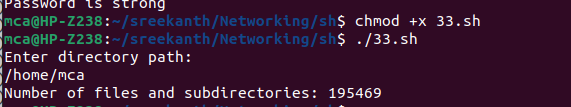 Password is strong
mca@HP-Z238:~/sreekanth/Networking/sh$ chmod +x 33.sh
mca@HP-Z238:~/sreekanth/Networking/sh$ ./33.sh
Enter directory path:
/home/mca
Number of files and subdirectories: 195469